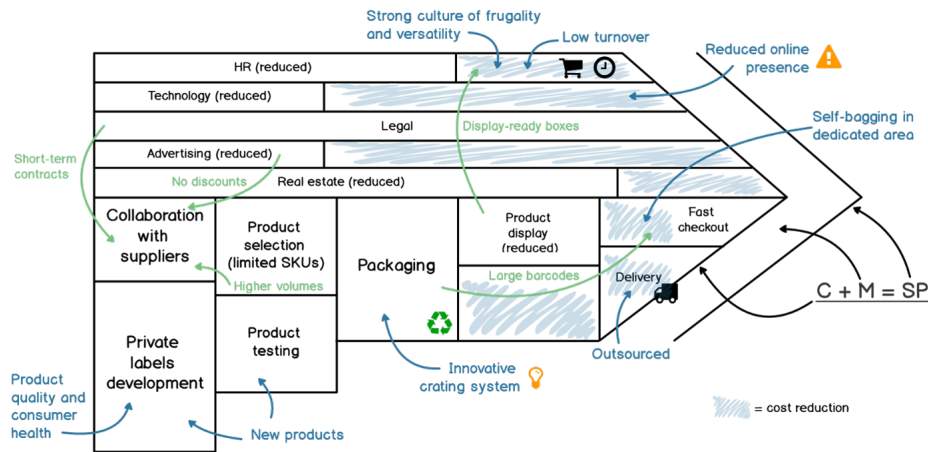 Strong culture of frugality
and versatility
Low turnover
Reduced online
presence
HR (reduced)
Technology (reduced)
Legal
Display-ready boxes
Self-bagging in
dedicated area
Short-term
contracts
Advertising (reduced)
No discounts
Real estate (reduced)
Collaboration
with
suppliers
Product
selection
(limited SKUs)
Higher volumes
Packaging
Product
display
(reduced)
Large barcodes
Fast
checkout
Delivery
C + M = SP
Private
labels
development
Product
testing
Product
quality and
consumer
health
New products
Innovative
crating system
Outsourced
= cost reduction